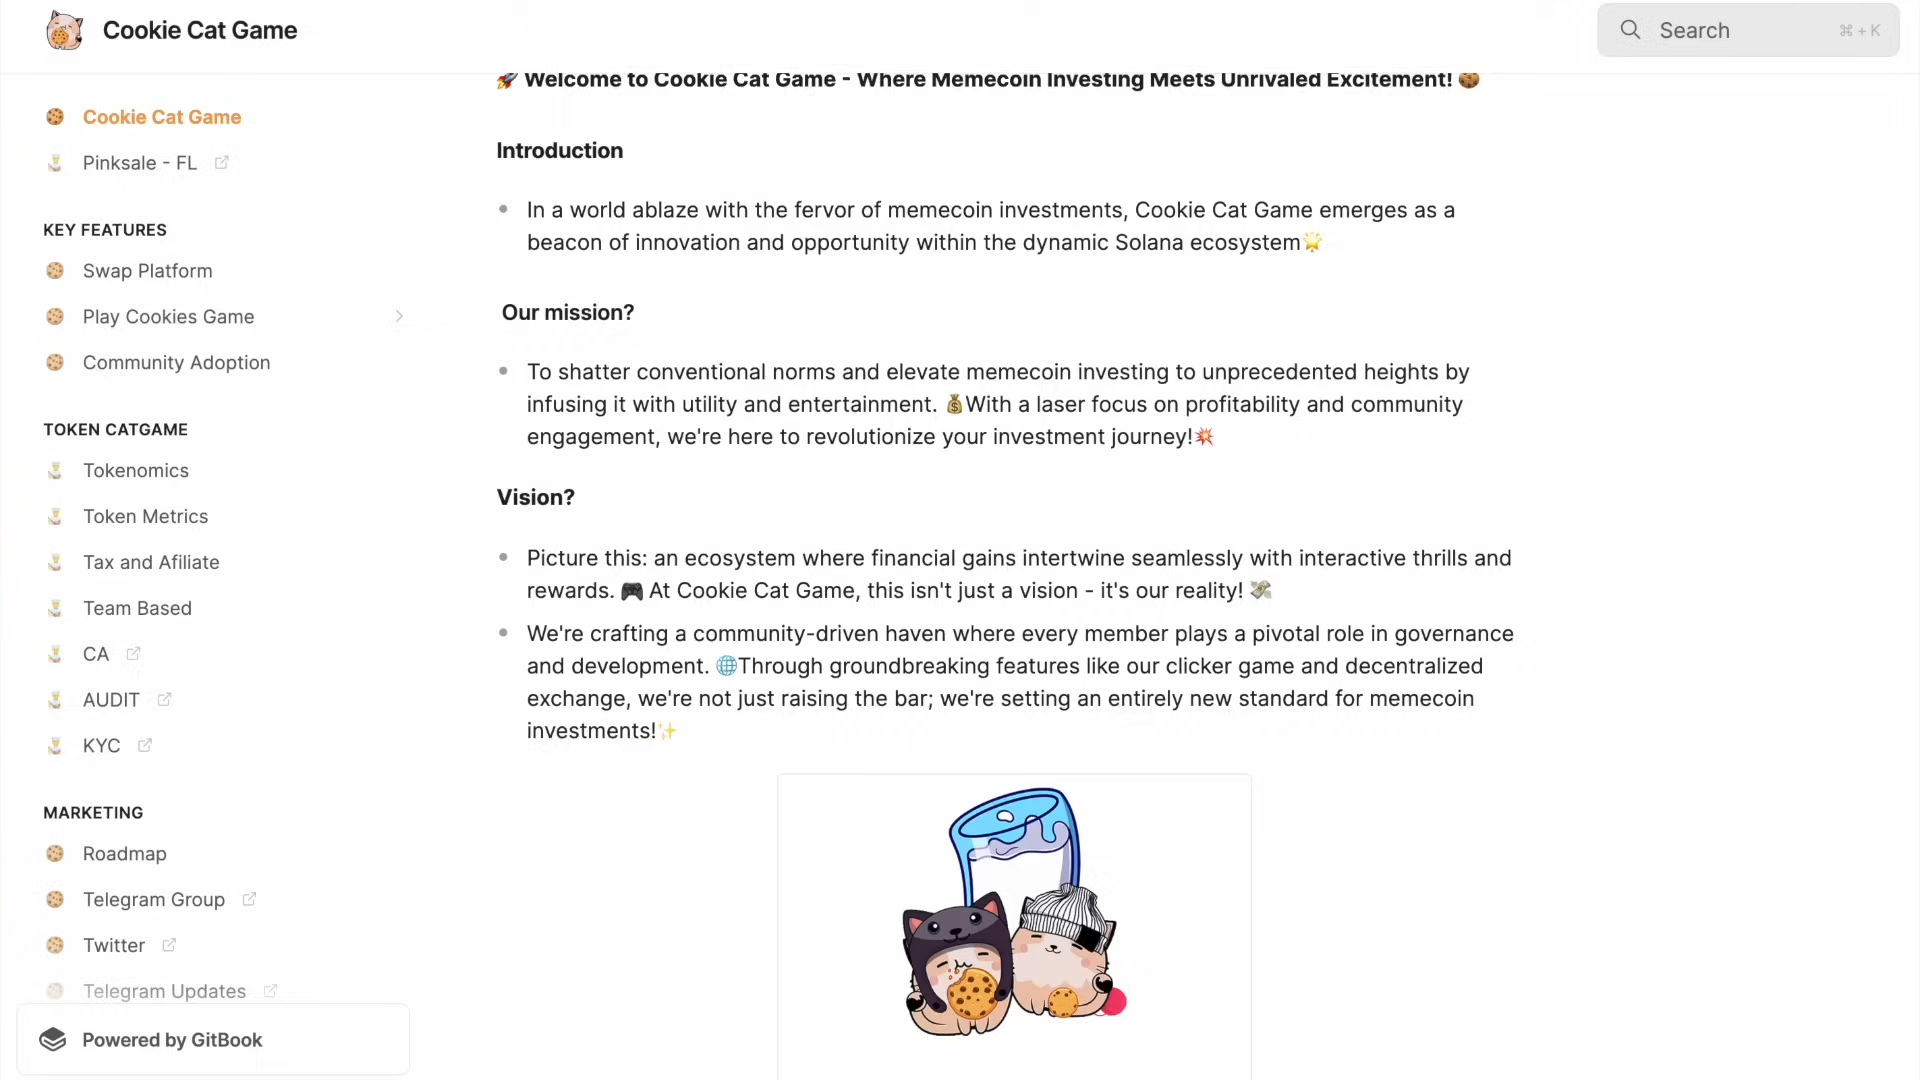 Cookie Cat Game
Search
⌘ + K
Cookie Cat Game
Pinksale - FL
KEY FEATURES
Swap Platform
Play Cookies Game
Community Adoption
TOKEN CATGAME
Tokenomics
Token Metrics
Tax and Afiliate
Team Based
CA
AUDIT
KYC
MARKETING
Roadmap
Telegram Group
Twitter
Telegram Updates
Powered by GitBook
🚀 Welcome to Cookie Cat Game - Where Memecoin Investing Meets Unrivaled Excitement! 🍪
Introduction
In a world ablaze with the fervor of memecoin investments, Cookie Cat Game emerges as a
beacon of innovation and opportunity within the dynamic Solana ecosystem🌟
Our mission?
To shatter conventional norms and elevate memecoin investing to unprecedented heights by
infusing it with utility and entertainment. 💰With a laser focus on profitability and community
engagement, we're here to revolutionize your investment journey!💥
Vision?
Picture this: an ecosystem where financial gains intertwine seamlessly with interactive thrills and
rewards. 🎮 At Cookie Cat Game, this isn't just a vision - it's our reality! 💸
We're crafting a community-driven haven where every member plays a pivotal role in governance
and development. 🌐Through groundbreaking features like our clicker game and decentralized
exchange, we're not just raising the bar; we're setting an entirely new standard for memecoin
investments!✨